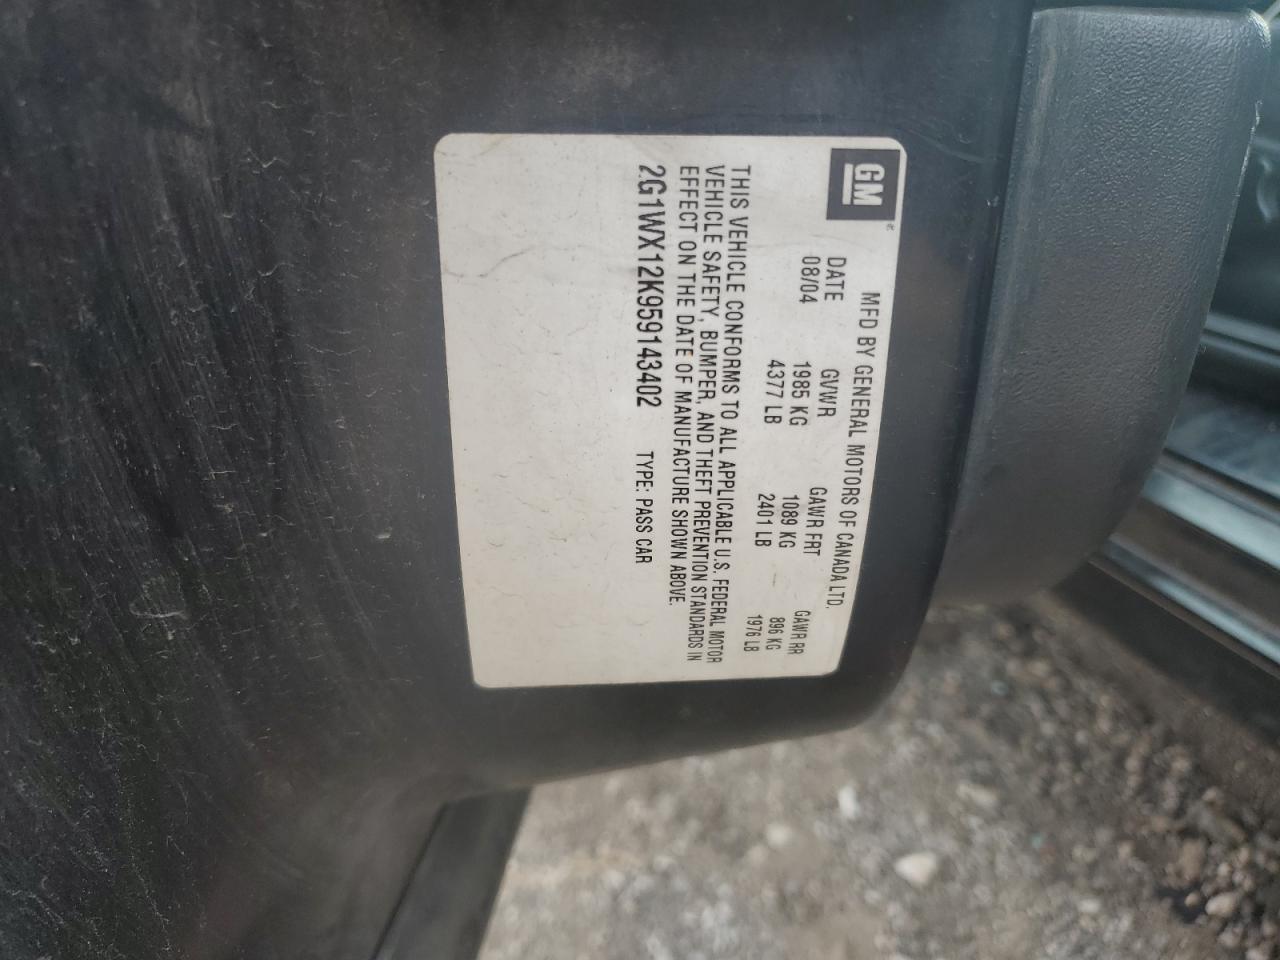 GM
MFD BY GENERAL MOTORS OF CANADA LTD.
DATE GVWR GAWR FRT GAWR RR
08/04 1985 KG 1089 KG 896 KG
4377 LB 2401 LB 1976 LB
THIS VEHICLE CONFORMS TO ALL APPLICABLE U.S. FEDERAL MOTOR
VEHICLE SAFETY, BUMPER, AND THEFT PREVENTION STANDARDS IN
EFFECT ON THE DATE OF MANUFACTURE SHOWN ABOVE.
2G1WX12K959143402 TYPE: PASS CAR